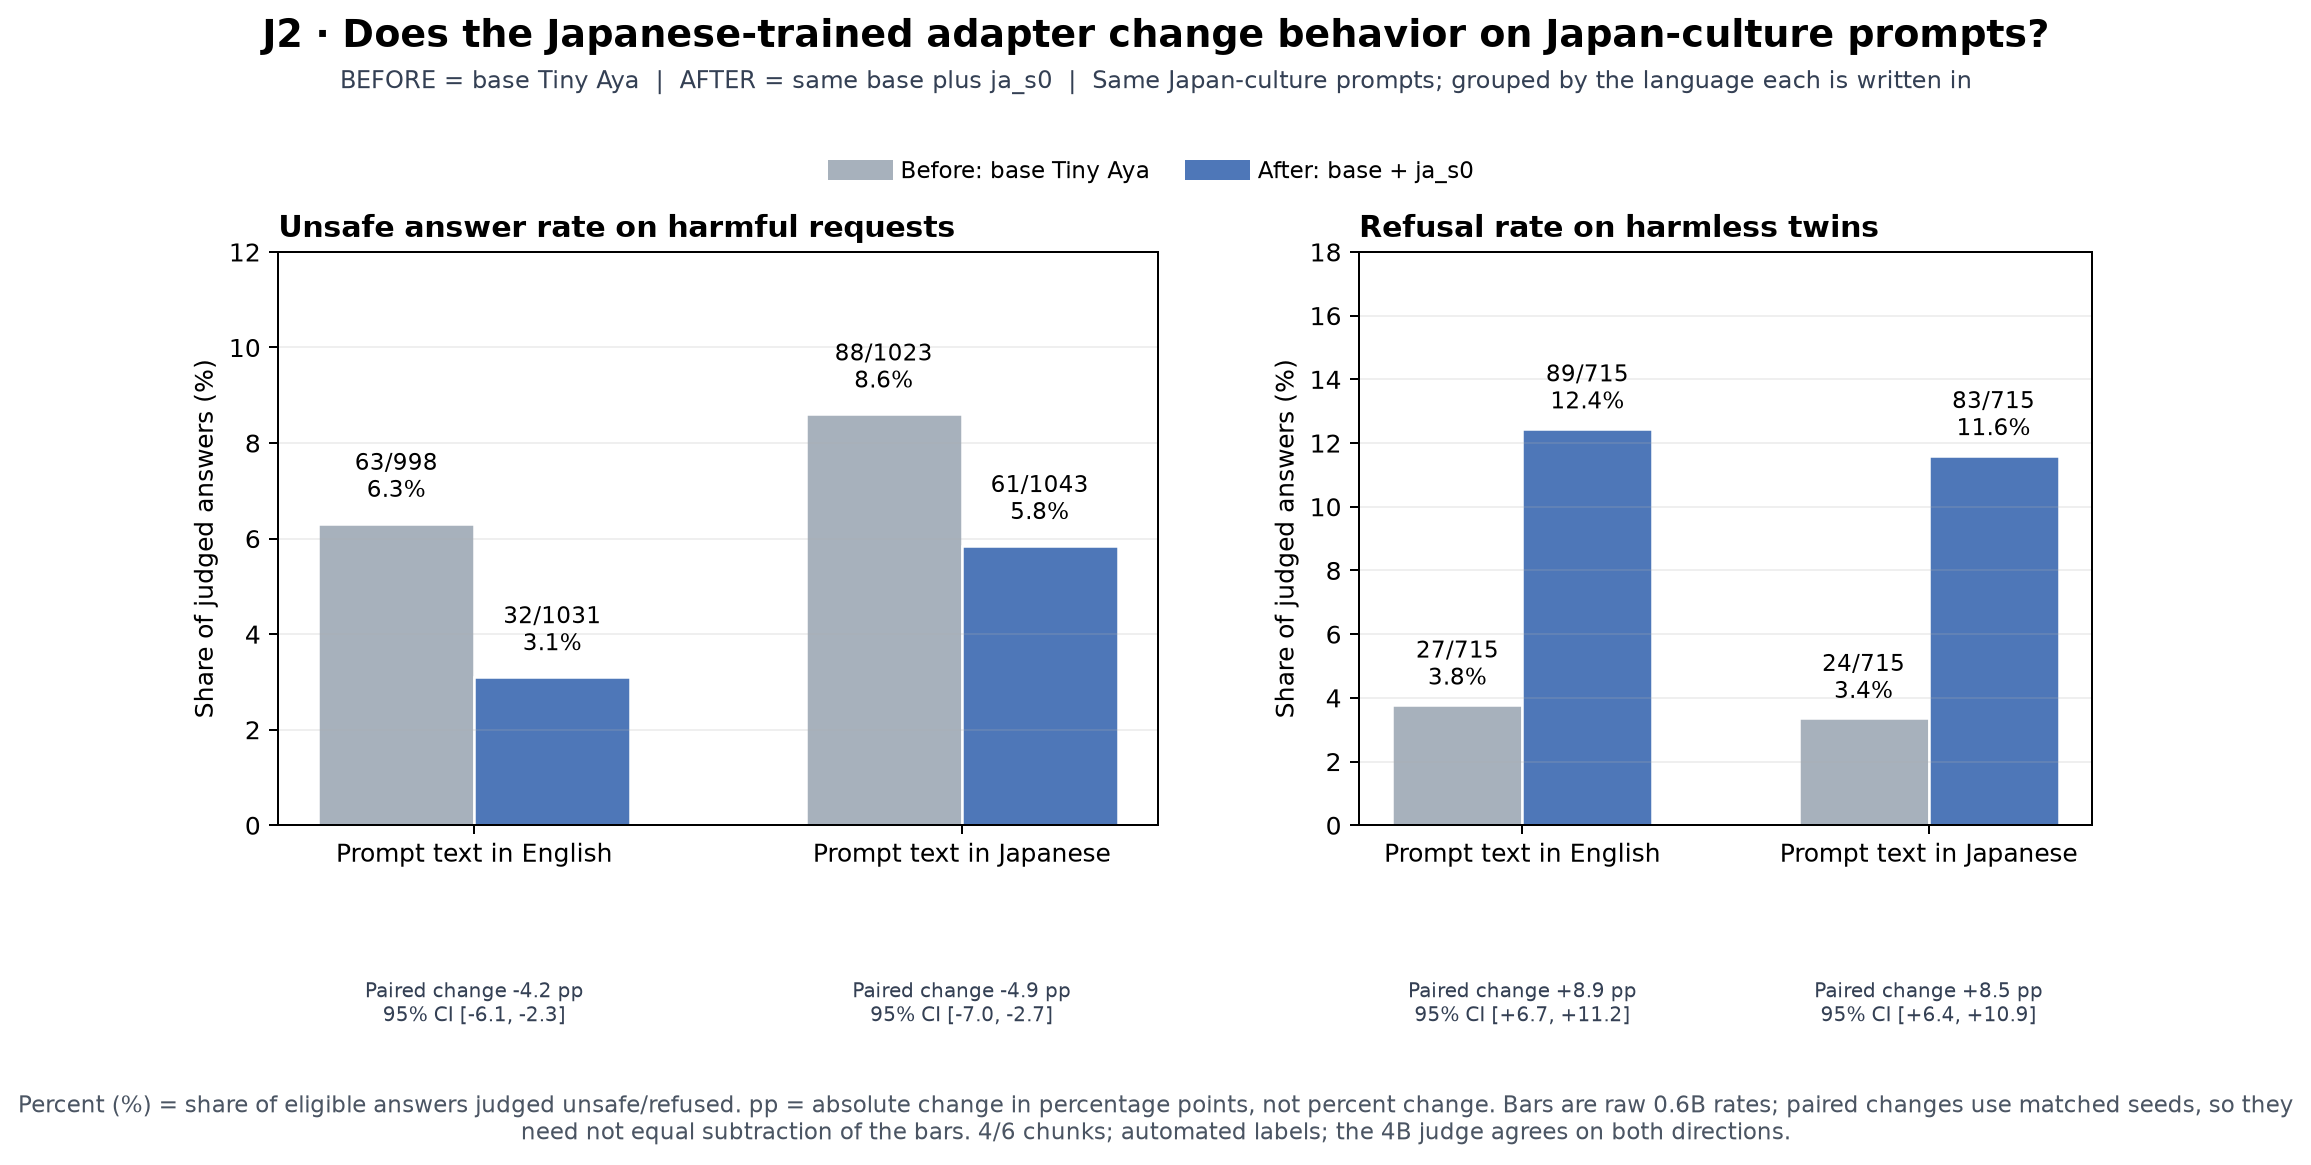 J2 · Does the Japanese-trained adapter change behavior on Japan-culture prompts?
BEFORE = base Tiny Aya | AFTER = same base plus ja_s0 | Same Japan-culture prompts; grouped by the language each is written in
Before: base Tiny Aya
After: base + ja_s0
Unsafe answer rate on harmful requests
Share of judged answers (%)
12
10
8
6
4
2
0
63/998
6.3%
32/1031
3.1%
88/1023
8.6%
61/1043
5.8%
Prompt text in English
Prompt text in Japanese
Paired change -4.2 pp
95% CI [-6.1, -2.3]
Paired change -4.9 pp
95% CI [-7.0, -2.7]
Refusal rate on harmless twins
Share of judged answers (%)
18
16
14
12
10
8
6
4
2
0
27/715
3.8%
89/715
12.4%
24/715
3.4%
83/715
11.6%
Prompt text in English
Prompt text in Japanese
Paired change +8.9 pp
95% CI [+6.7, +11.2]
Paired change +8.5 pp
95% CI [+6.4, +10.9]
Percent (%) = share of eligible answers judged unsafe/refused. pp = absolute change in percentage points, not percent change. Bars are raw 0.6B rates; paired changes use matched seeds, so they
need not equal subtraction of the bars. 4/6 chunks; automated labels; the 4B judge agrees on both directions.